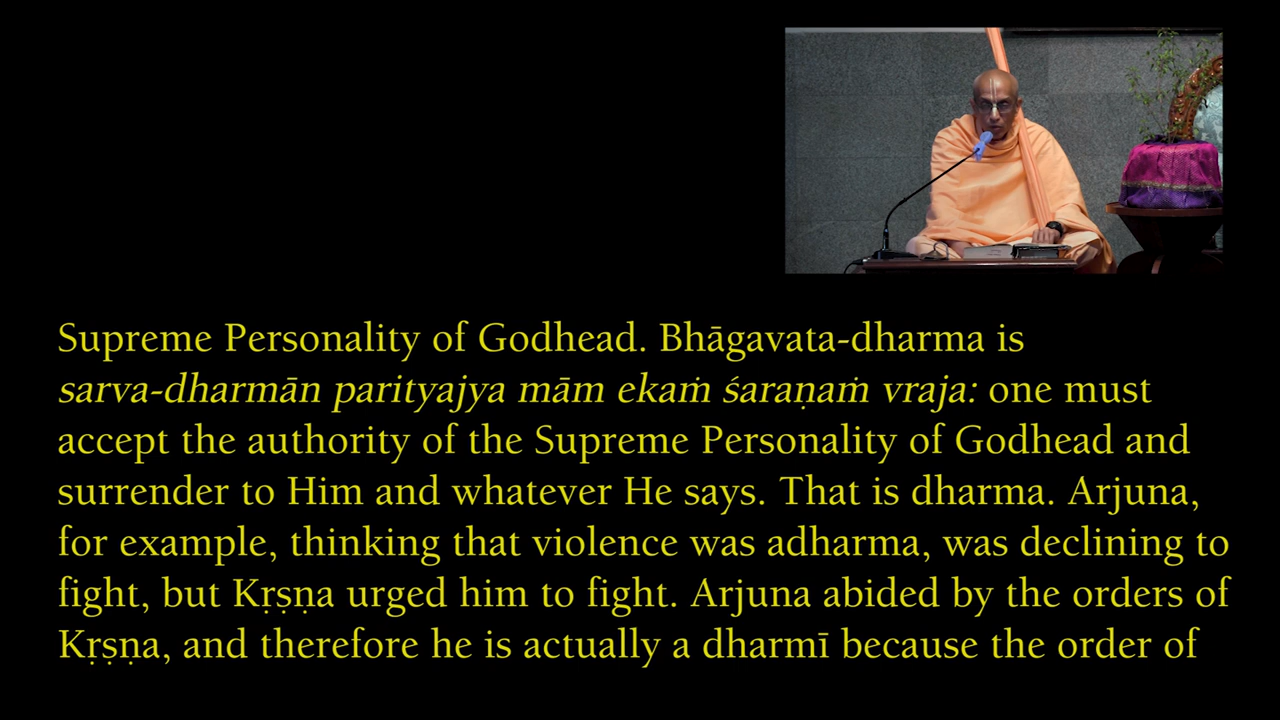 Supreme Personality of Godhead. Bhāgavata-dharma is
sarva-dharmān parityajya mām ekaṁ śaraṇaṁ vraja: one must
accept the authority of the Supreme Personality of Godhead and
surrender to Him and whatever He says. That is dharma. Arjuna,
for example, thinking that violence was adharma, was declining to
fight, but Kṛṣṇa urged him to fight. Arjuna abided by the orders of
Kṛṣṇa, and therefore he is actually a dharmī because the order of